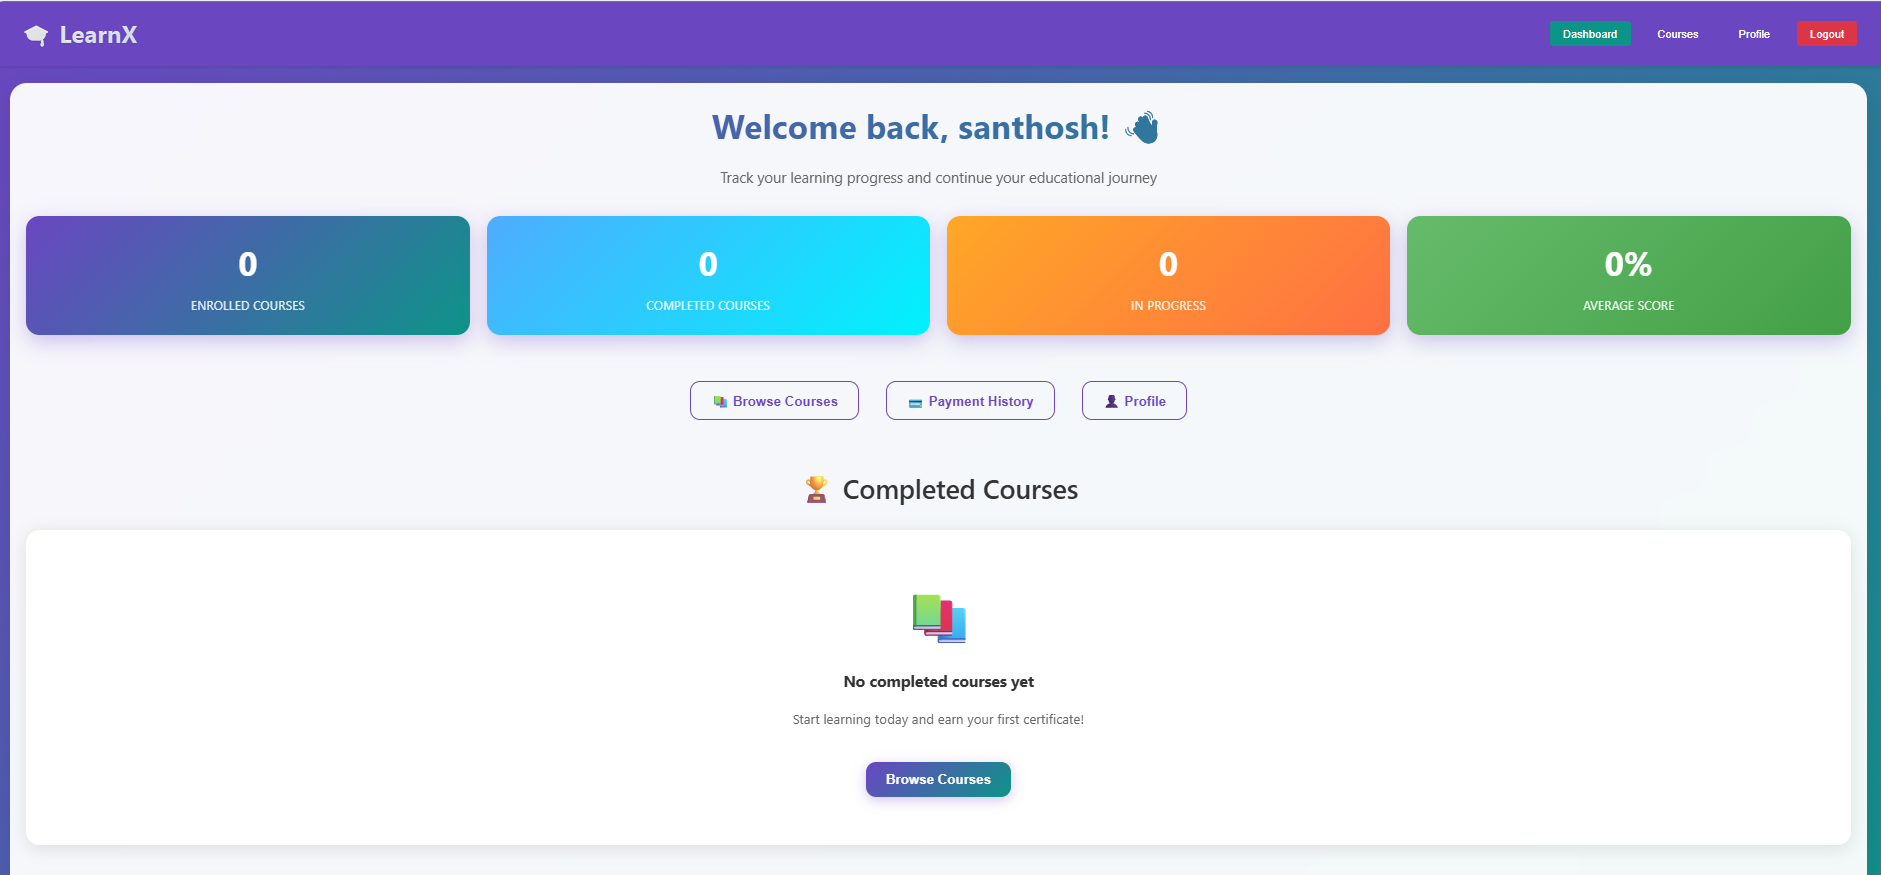 LearnX
Dashboard
Courses
Profile
Logout
Welcome back, santhosh! 👋
Track your learning progress and continue your educational journey
0
ENROLLED COURSES
0
COMPLETED COURSES
0
IN PROGRESS
0%
AVERAGE SCORE
Browse Courses
Payment History
Profile
Completed Courses
No completed courses yet
Start learning today and earn your first certificate!
Browse Courses